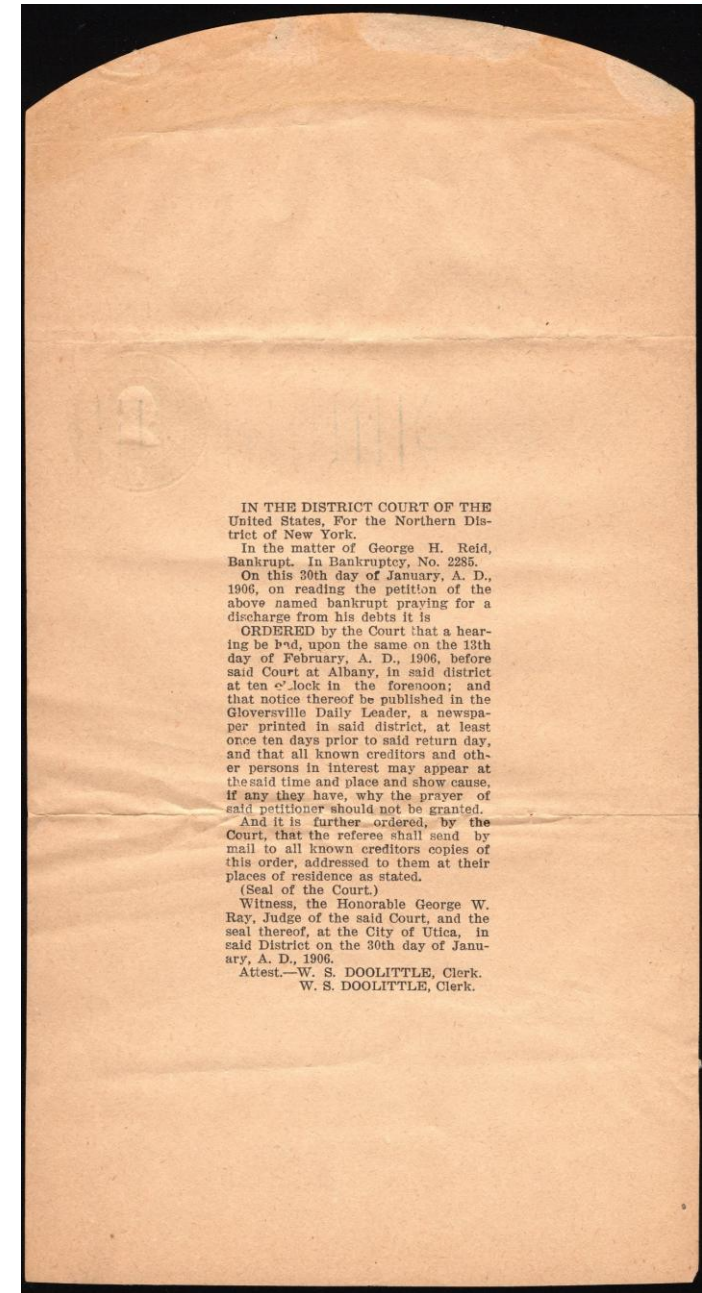 IN THE DISTRICT COURT OF THE
United States, For the Northern Dis-
trict of New York.
In the matter of George H. Reid,
Bankrupt. In Bankruptcy, No. 2285.
On this 30th day of January, A. D.,
1906, on reading the petition of the
above named bankrupt praying for a
discharge from his debts it is
ORDERED by the Court that a hear-
ing be had, upon the same on the 13th
day of February, A. D., 1906, before
said Court at Albany, in said district
at ten o'clock in the forenoon; and
that notice thereof be published in the
Gloversville Daily Leader, a newspa-
per printed in said district, at least
once ten days prior to said return day,
and that all known creditors and oth-
er persons in interest may appear at
the said time and place and show cause,
if any they have, why the prayer of
said petitioner should not be granted.
And it is further ordered, by the
Court, that the referee shall send by
mail to all known creditors copies of
this order, addressed to them at their
places of residence as stated.
(Seal of the Court.)
Witness, the Honorable George W.
Ray, Judge of the said Court, and the
seal thereof, at the City of Utica, in
said District on the 30th day of Janu-
ary, A. D., 1906.
Attest.—W. S. DOOLITTLE, Clerk.
W. S. DOOLITTLE, Clerk.